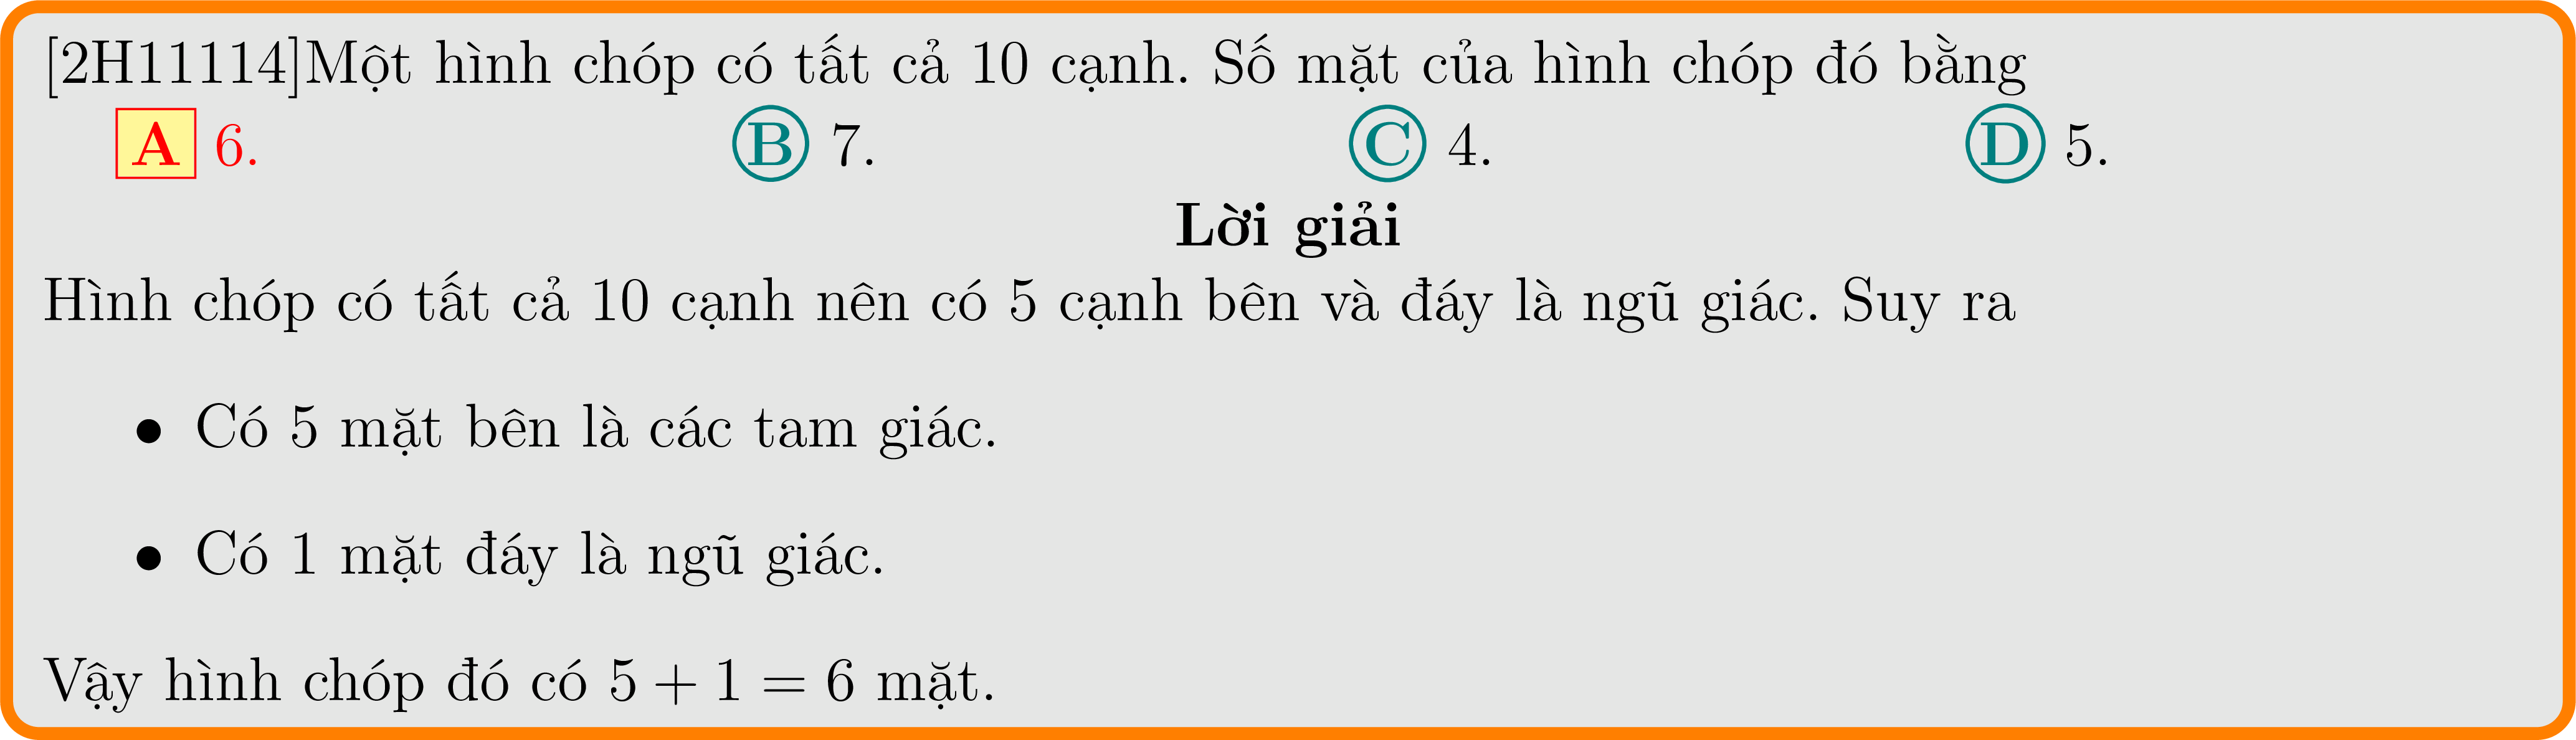 [2H11114]Một hình chóp có tất cả 10 cạnh. Số mặt của hình chóp đó bằng
A 6. B 7. C 4. D 5.
Lời giải
Hình chóp có tất cả 10 cạnh nên có 5 cạnh bên và đáy là ngũ giác. Suy ra
• Có 5 mặt bên là các tam giác.
• Có 1 mặt đáy là ngũ giác.
Vậy hình chóp đó có 5 + 1 = 6 mặt.